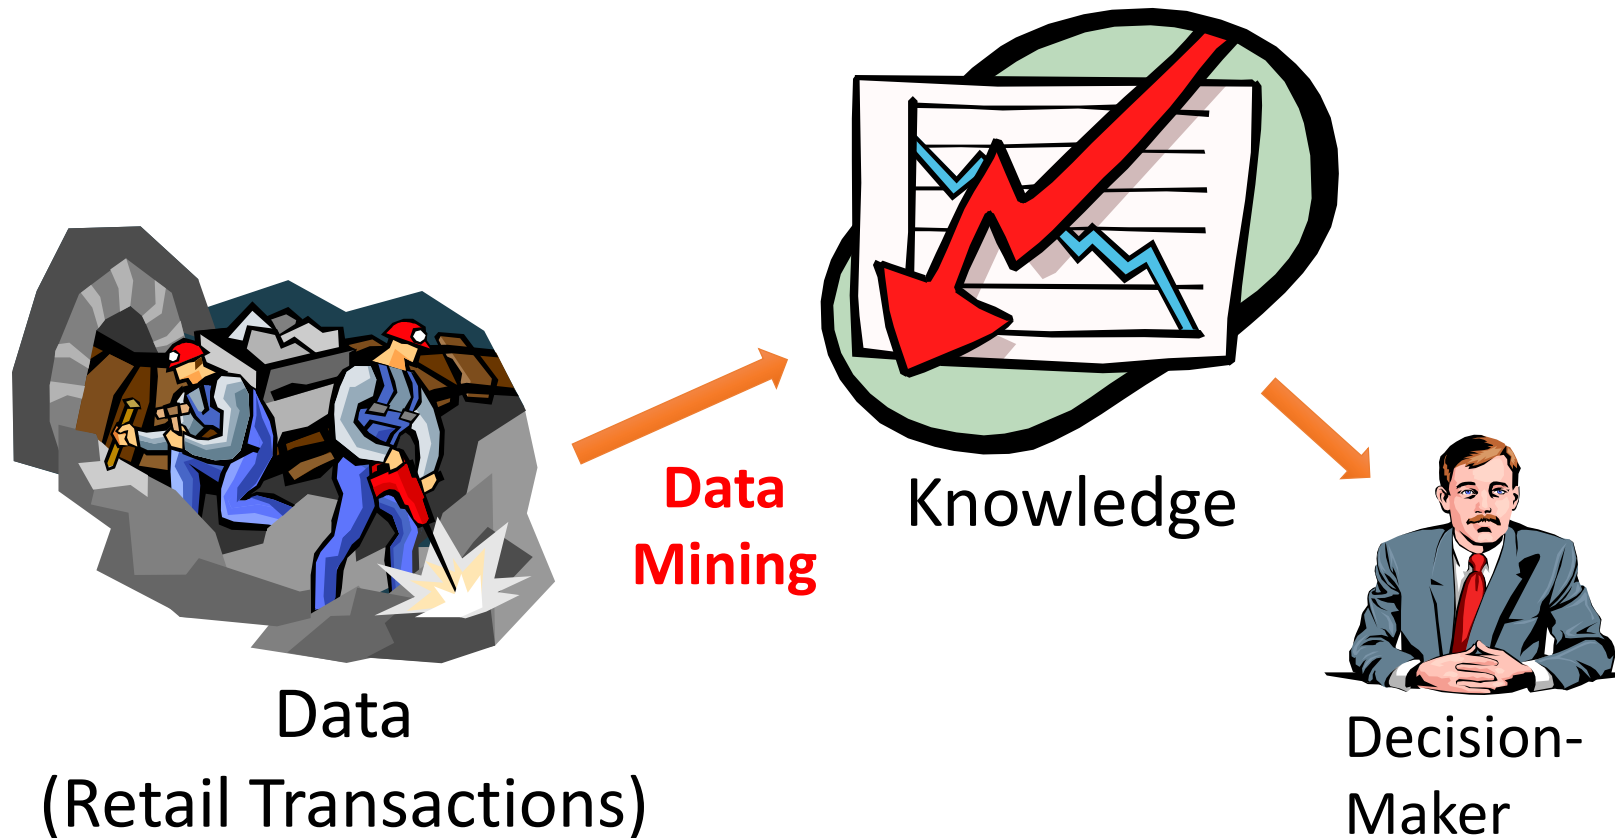 Data
Mining
Knowledge
Data
(Retail Transactions)
Decision-
Maker